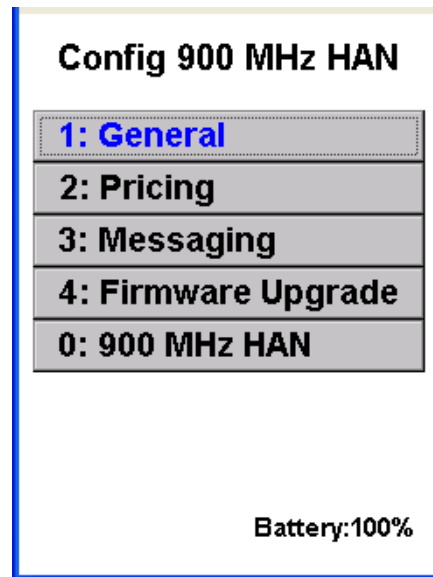 Config 900 MHz HAN
1: General
2: Pricing
3: Messaging
4: Firmware Upgrade
0: 900 MHz HAN
Battery:100%